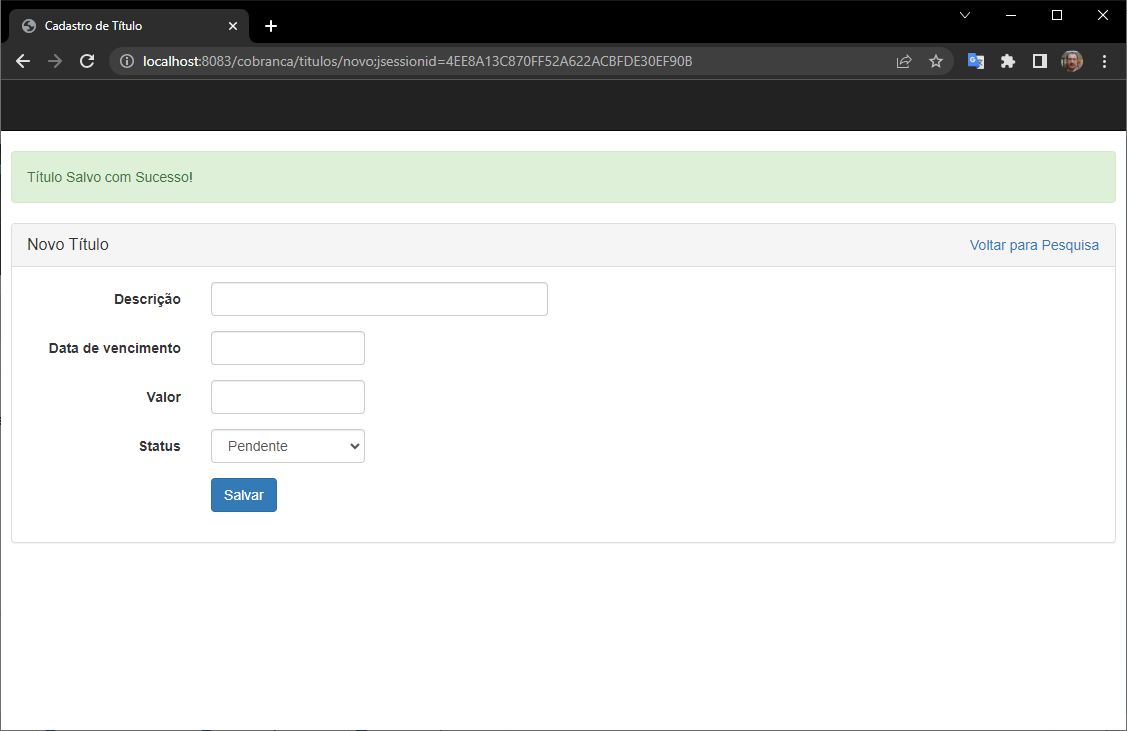 Cadastro de Título
localhost:8083/cobranca/titulos/novo;jsessionid=4EE8A13C870FF52A622ACBFDE30EF90B
Título Salvo com Sucesso!
Novo Título Voltar para Pesquisa
Descrição
Data de vencimento
Valor
Status Pendente
Salvar